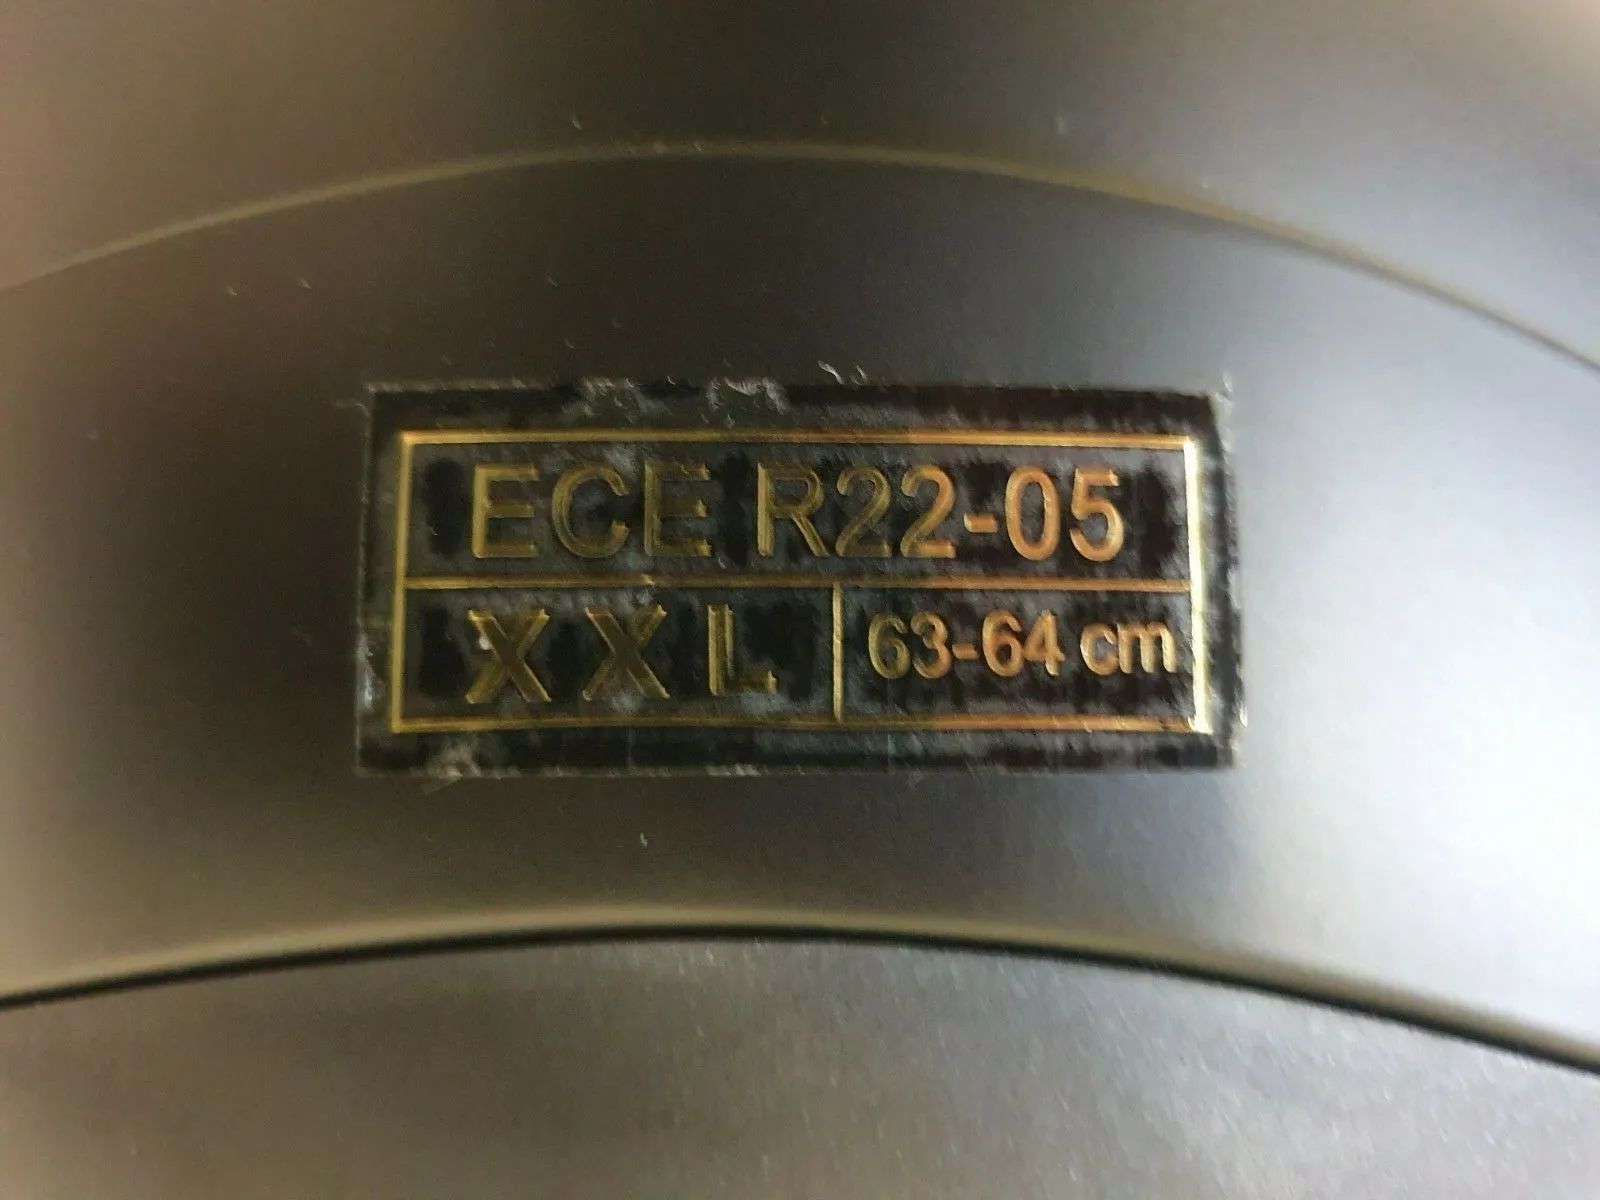 ECE R22-05
XXL 63-64 cm